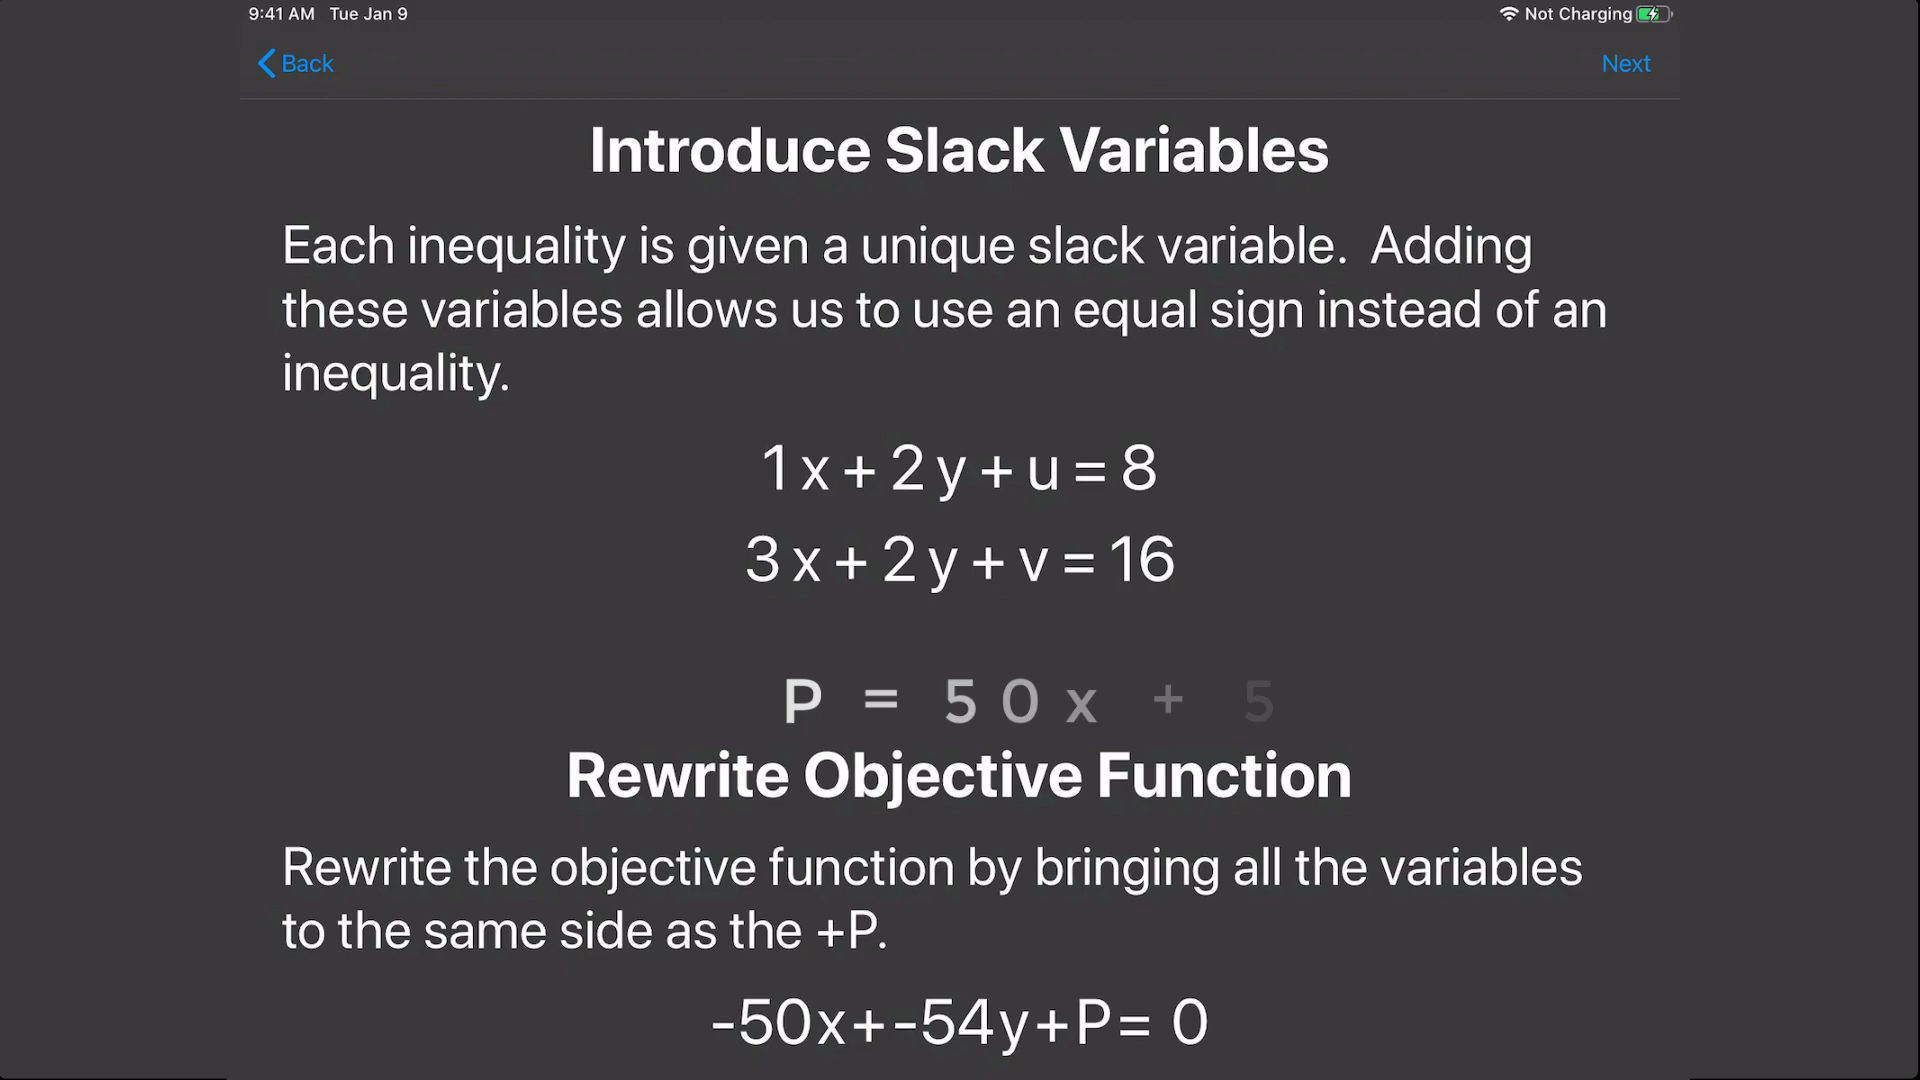 9:41 AM Tue Jan 9
Not Charging
Back
Next
Introduce Slack Variables
Each inequality is given a unique slack variable. Adding
these variables allows us to use an equal sign instead of an
inequality.
1x+2y+u=8
3x+2y+v=16
P = 50x + 5
Rewrite Objective Function
Rewrite the objective function by bringing all the variables
to the same side as the +P.
-50x+-54y+P= 0